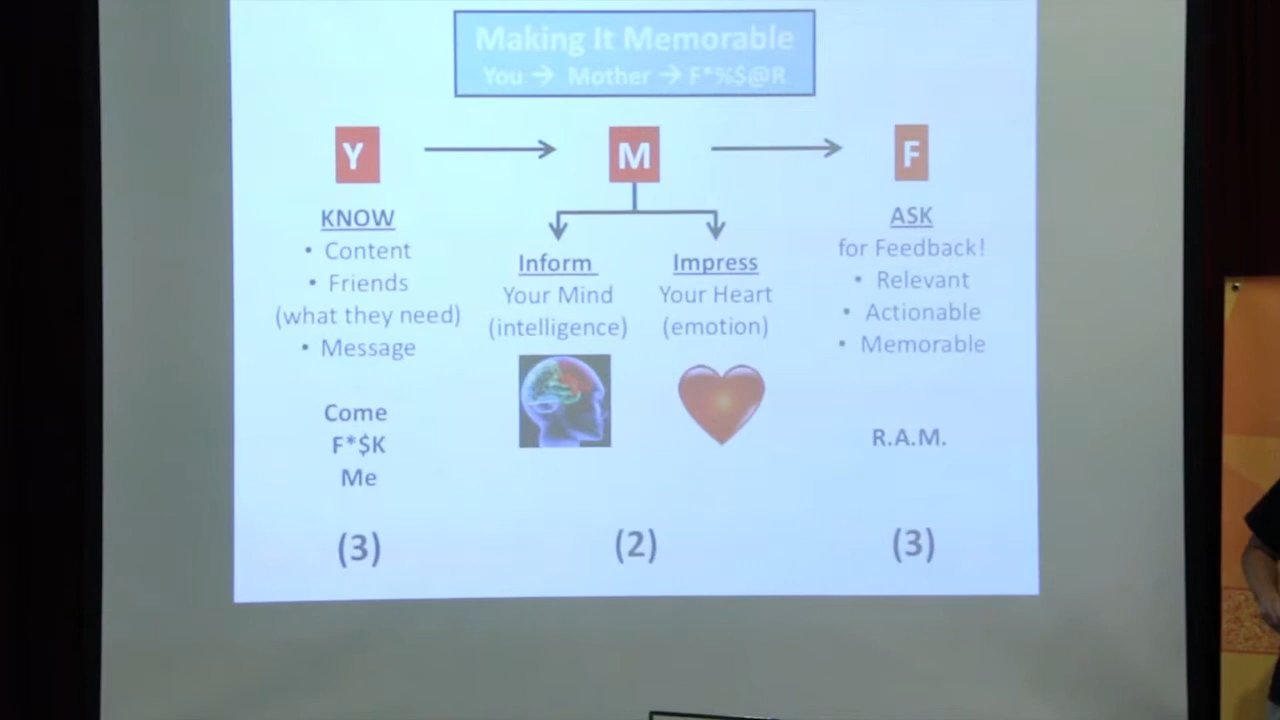 Making It Memorable
You → Mother → F*%$@R
Y
M
F
KNOW
• Content
• Friends
(what they need)
• Message
Come
F*$K
Me
(3)
Inform
Your Mind
(intelligence)
Impress
Your Heart
(emotion)
(2)
ASK
for Feedback!
• Relevant
• Actionable
• Memorable
R.A.M.
(3)